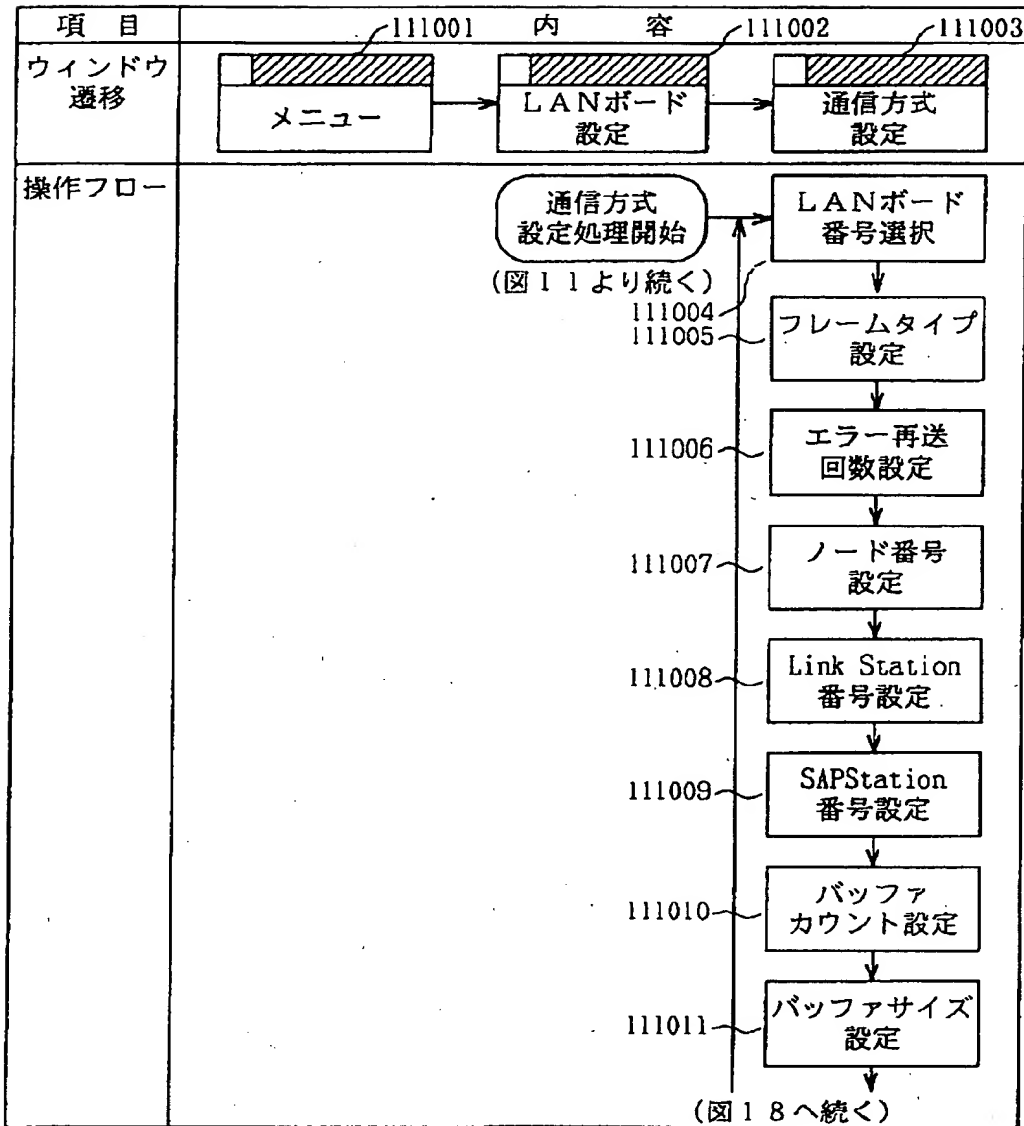 項 目
内 容
111001
111002
111003
ウィンドウ
遷移
メニュー
LANボード
設定
通信方式
設定
操作フロー
通信方式
設定処理開始
(図11より続く)
LANボード
番号選択
111004
111005
フレームタイプ
設定
111006
エラー再送
回数設定
111007
ノード番号
設定
111008
Link Station
番号設定
111009
SAPStation
番号設定
111010
バッファ
カウント設定
111011
バッファサイズ
設定
(図18へ続く)